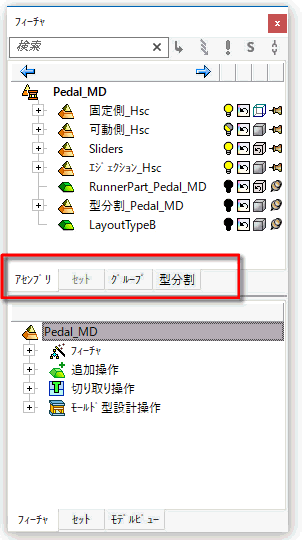 フィーチャ
x
検索
S
Pedal_MD
固定側_Hsc
可動側_Hsc
Sliders
ｴｼﾞｪｸｼｮﾝ_Hsc
RunnerPart_Pedal_MD
型分割_Pedal_MD
LayoutTypeB
ｱｾﾝﾌﾞﾘ セット ｸﾞﾙｰﾌﾟ 型分割
Pedal_MD
ﾌｨｰﾁｬ
追加操作
切り取り操作
ﾓｰﾙﾄﾞ型設計操作
フィーチャ セット ﾓﾃﾞﾙﾋﾞｭｰ